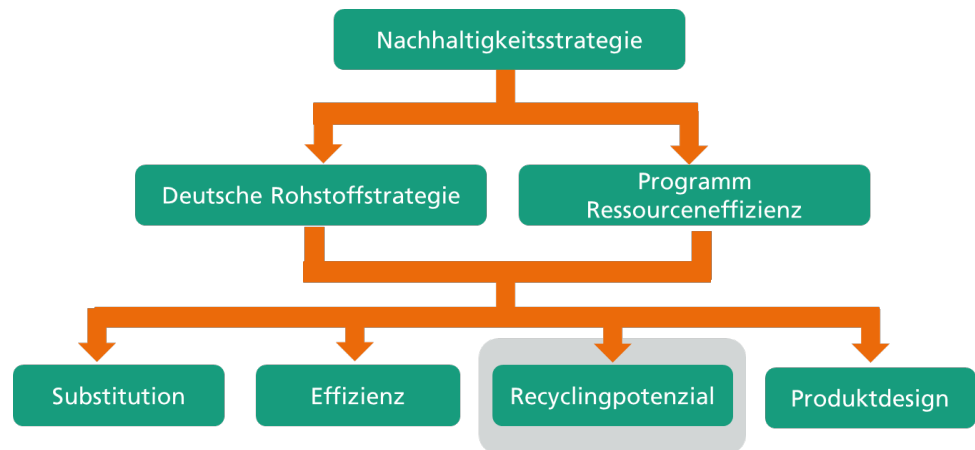 Nachhaltigkeitsstrategie
Deutsche Rohstoffstrategie
Programm
Ressourceneffizienz
Substitution
Effizienz
Recyclingpotenzial
Produktdesign